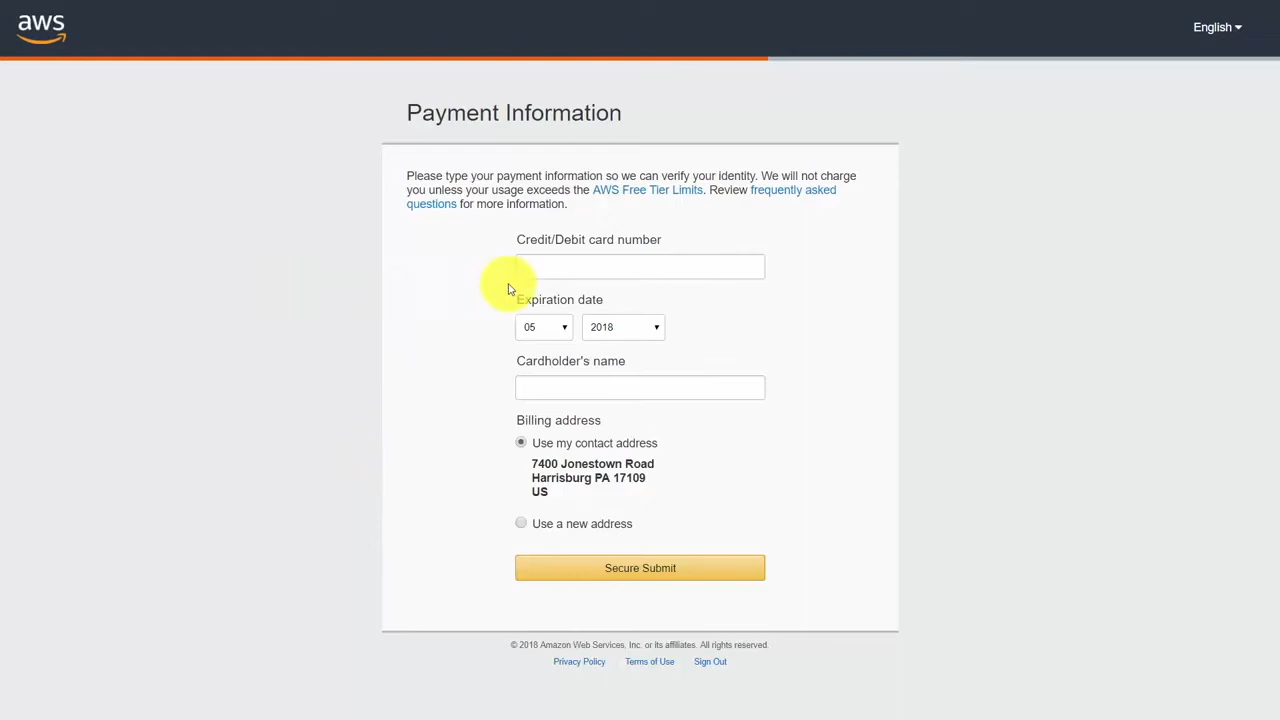 aws
English
Payment Information
Please type your payment information so we can verify your identity. We will not charge
you unless your usage exceeds the AWS Free Tier Limits. Review frequently asked
questions for more information.
Credit/Debit card number
Expiration date
05 2018
Cardholder's name
Billing address
Use my contact address
7400 Jonestown Road
Harrisburg PA 17109
US
Use a new address
Secure Submit
© 2018 Amazon Web Services, Inc. or its affiliates. All rights reserved.
Privacy Policy Terms of Use Sign Out